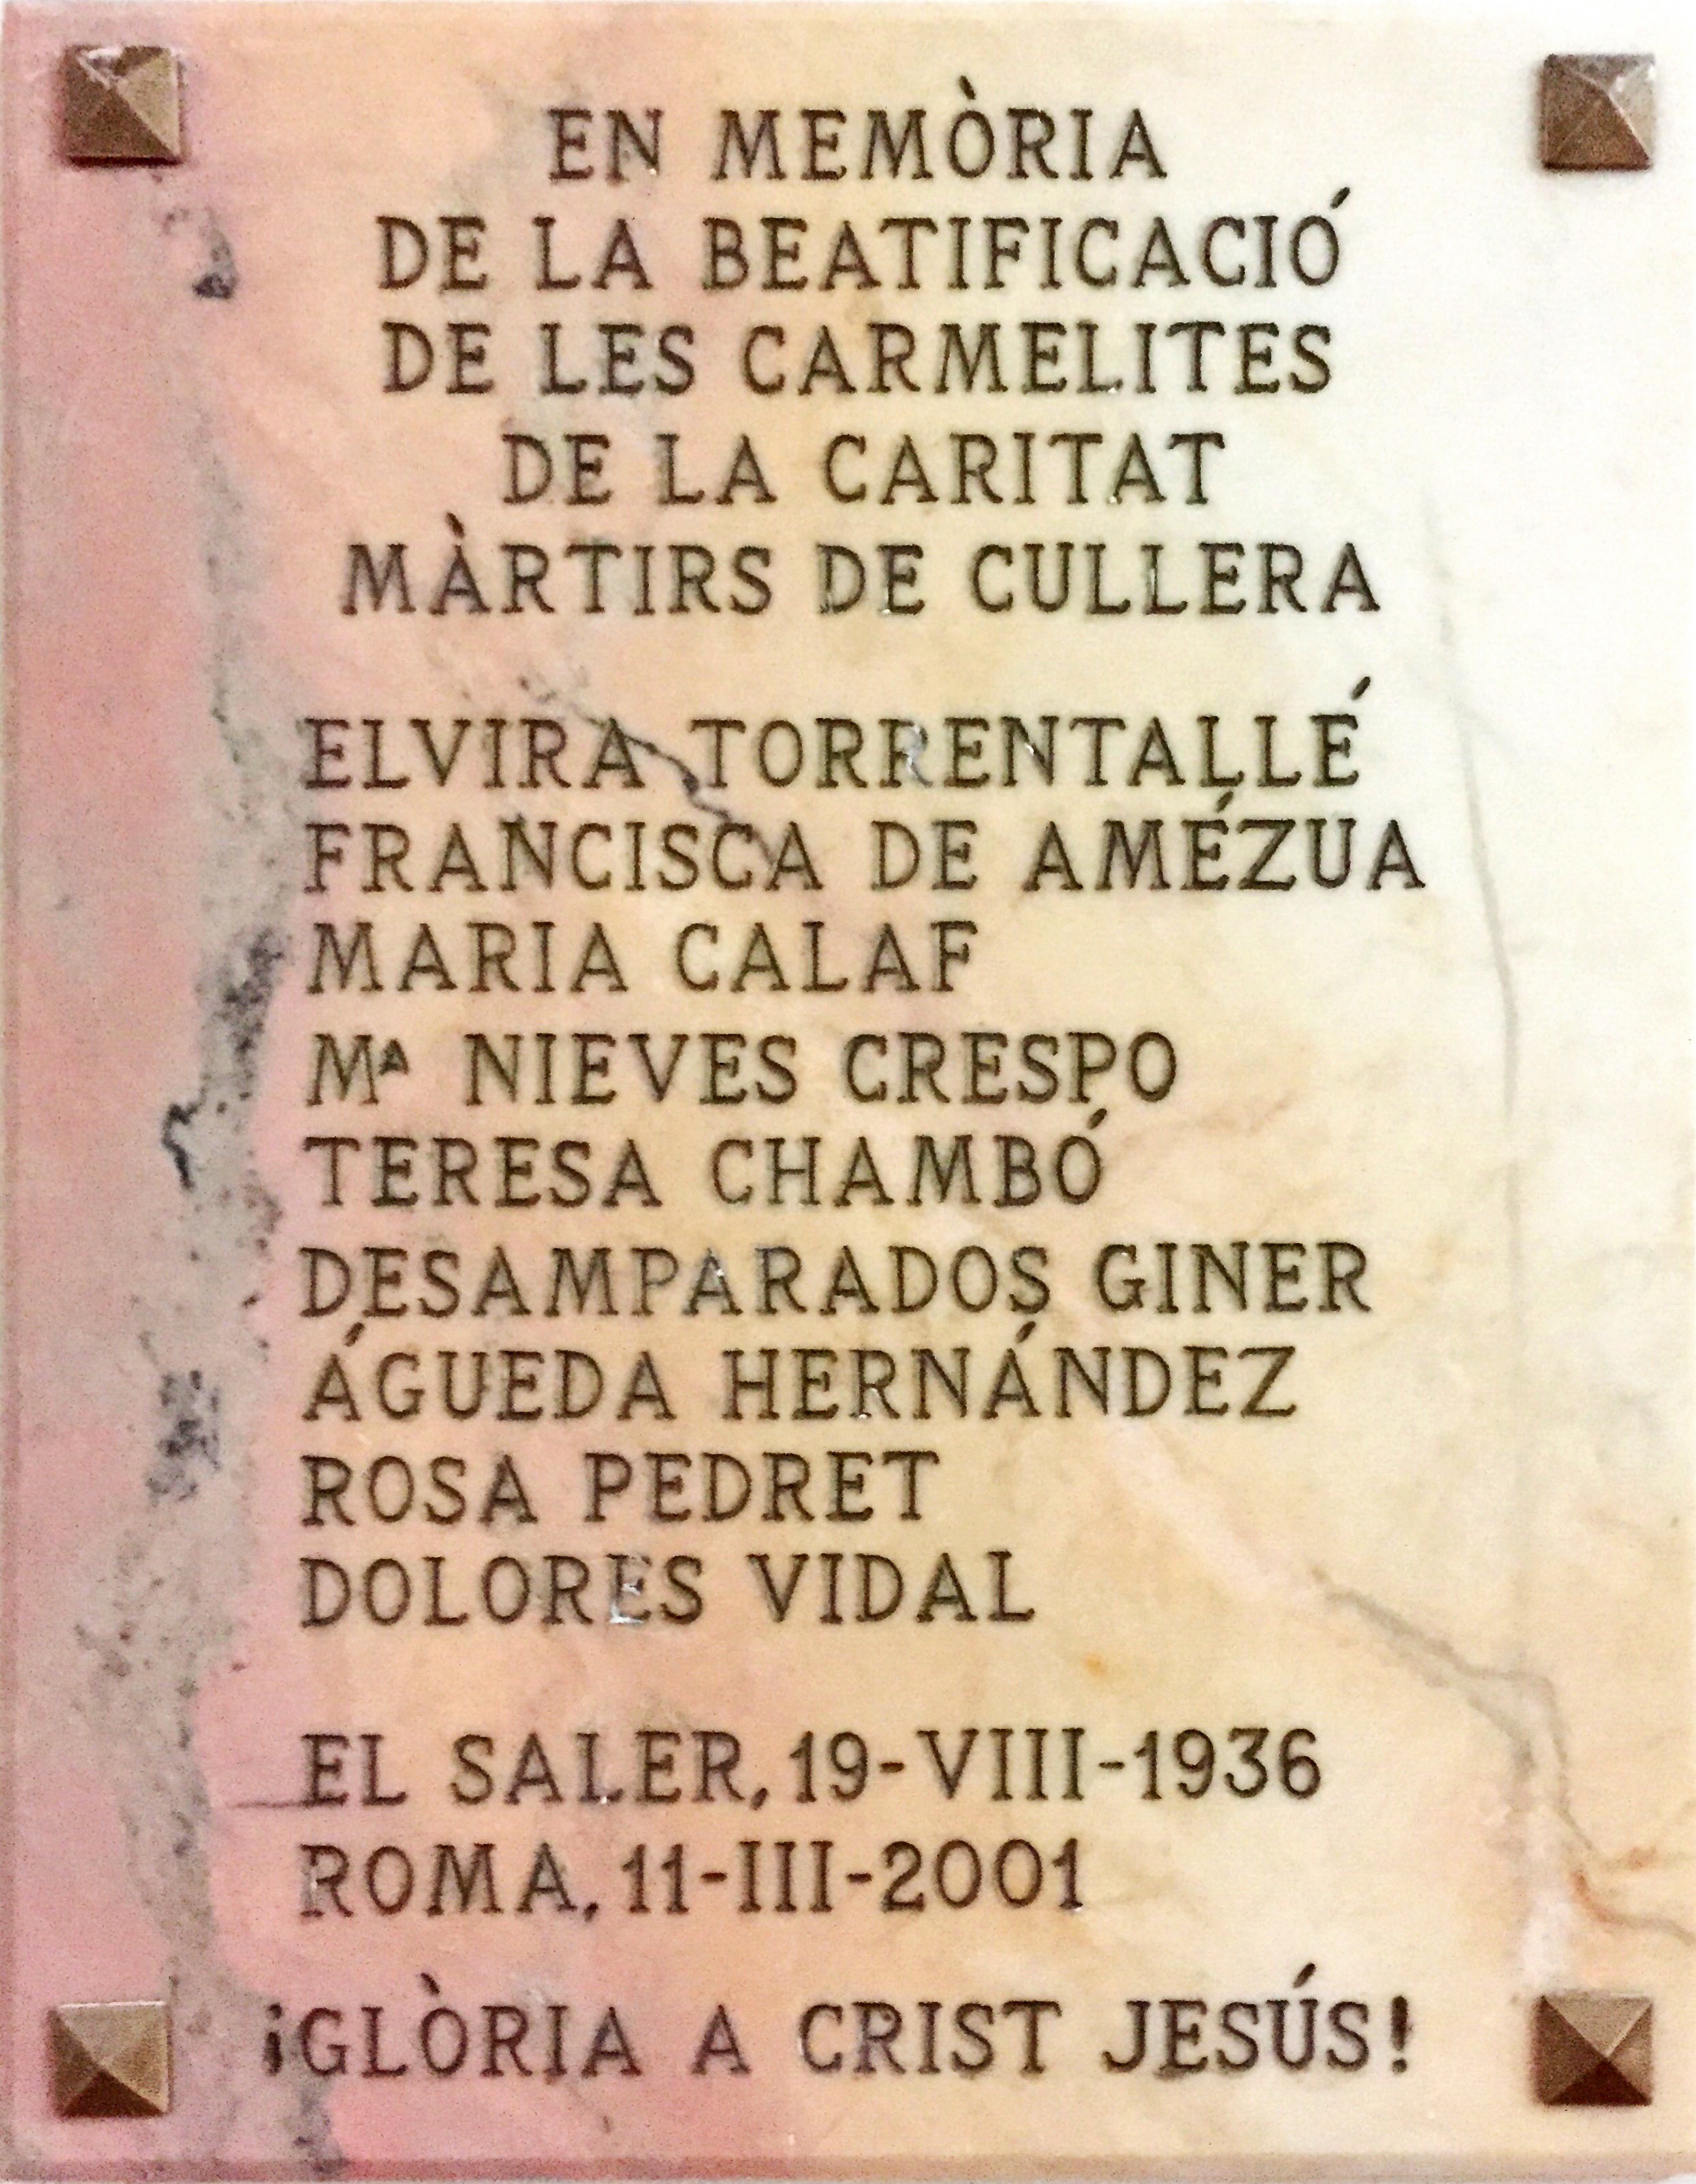 EN MEMÒRIA
DE LA BEATIFICACIÓ
DE LES CARMELITES
DE LA CARITAT
MÀRTIRS DE CULLERA
ELVIRA TORRENTALLÉ
FRANCISCA DE AMÉZUA
MARIA CALAF
Mª NIEVES CRESPO
TERESA CHAMBÓ
DESAMPARADOS GINER
ÁGUEDA HERNÁNDEZ
ROSA PEDRET
DOLORES VIDAL
EL SALER, 19-VIII-1936
ROMA, 11-III-2001
¡GLÒRIA A CRIST JESÚS!